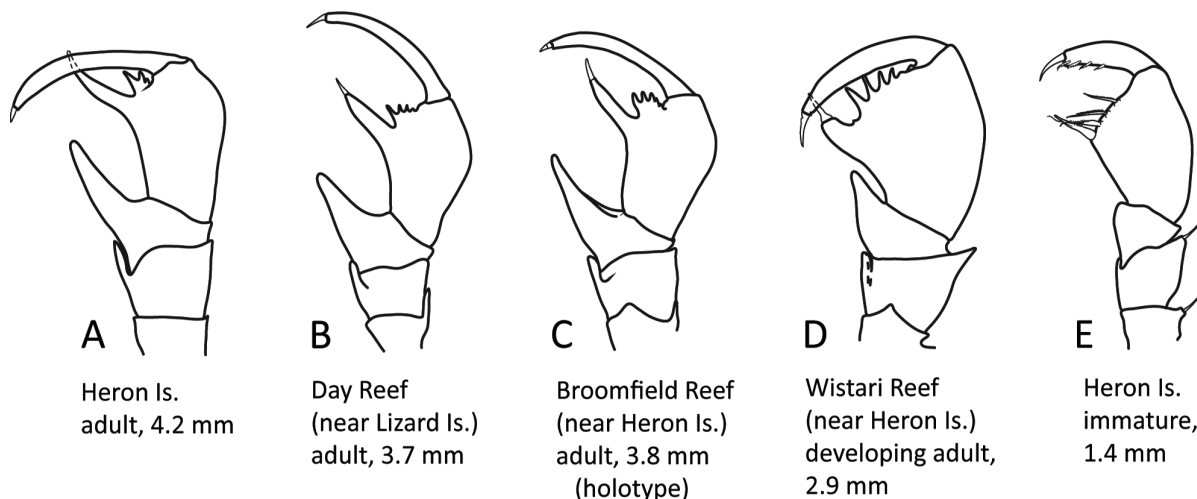 A
B
C
D
E
Heron Is.
adult, 4.2 mm
Day Reef
(near Lizard Is.)
adult, 3.7 mm
Broomfield Reef
(near Heron Is.)
adult, 3.8 mm
(holotype)
Wistari Reef
(near Heron Is.)
developing adult,
2.9 mm
Heron Is.
immature,
1.4 mm